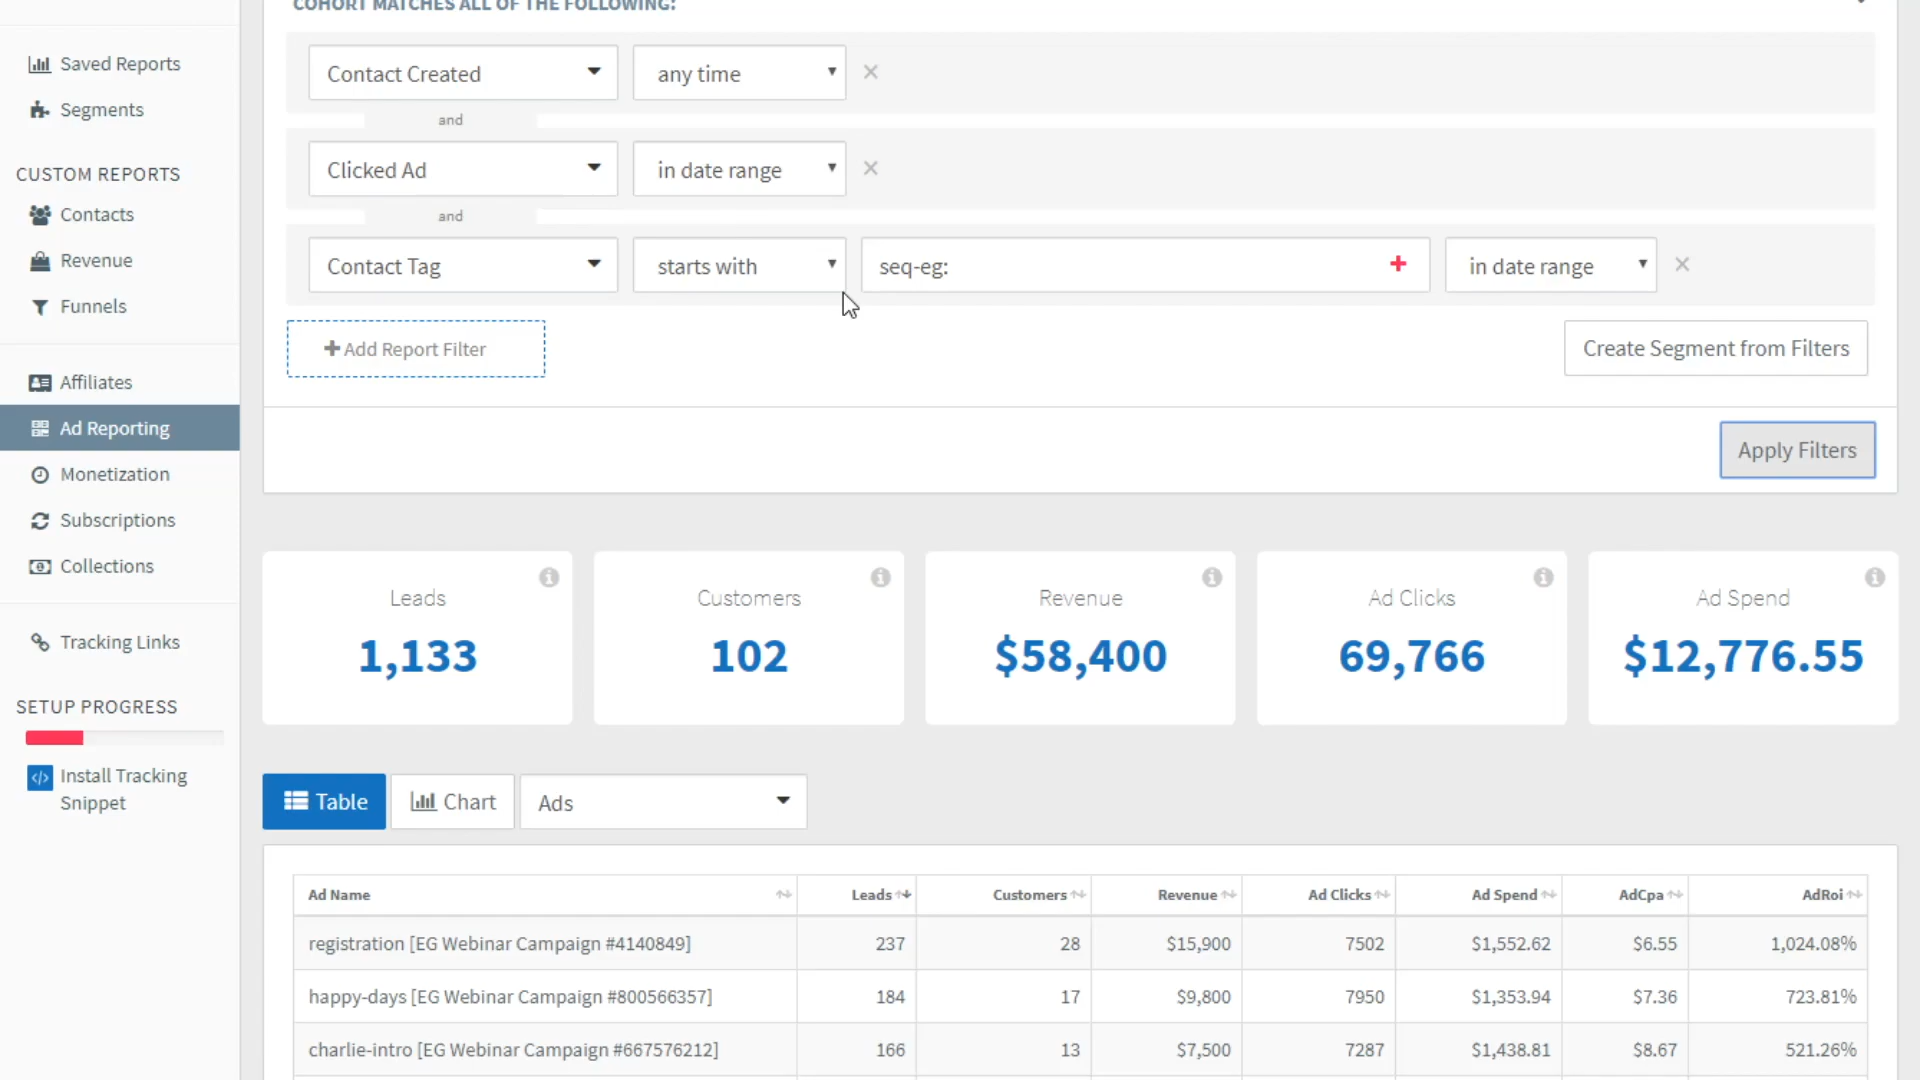 COHORT MATCHES ALL OF THE FOLLOWING:
Saved Reports
Segments
CUSTOM REPORTS
Contacts
Revenue
Funnels
Affiliates
Ad Reporting
Monetization
Subscriptions
Collections
Tracking Links
SETUP PROGRESS
Install Tracking
Snippet
Contact Created any time
and
Clicked Ad in date range
and
Contact Tag starts with seq-eg: in date range
Add Report Filter
Create Segment from Filters
Apply Filters
Leads
1,133
Customers
102
Revenue
$58,400
Ad Clicks
69,766
Ad Spend
$12,776.55
Table Chart Ads
Ad Name Leads Customers Revenue Ad Clicks Ad Spend AdCpa AdRoi
registration [EG Webinar Campaign #4140849] 237 28 $15,900 7502 $1,552.62 $6.55 1,024.08%
happy-days [EG Webinar Campaign #800566357] 184 17 $9,800 7950 $1,353.94 $7.36 723.81%
charlie-intro [EG Webinar Campaign #667576212] 166 13 $7,500 7287 $1,438.81 $8.67 521.26%